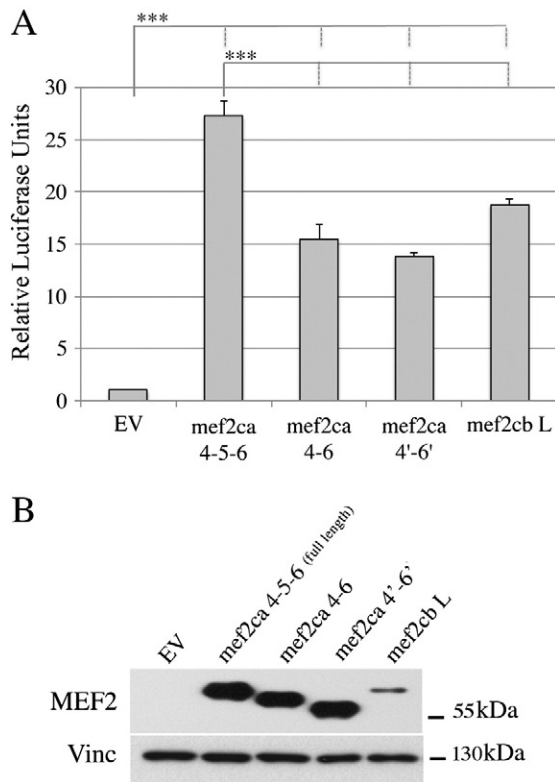 A
***
***
Relative Luciferase Units
30
25
20
15
10
5
0
EV
mef2ca 4-5-6
mef2ca 4-6
mef2ca 4'-6'
mef2cb L
B
EV
mef2ca 4-5-6 (full length)
mef2ca 4-6
mef2ca 4'-6'
mef2cb L
MEF2
55kDa
Vinc
130kDa